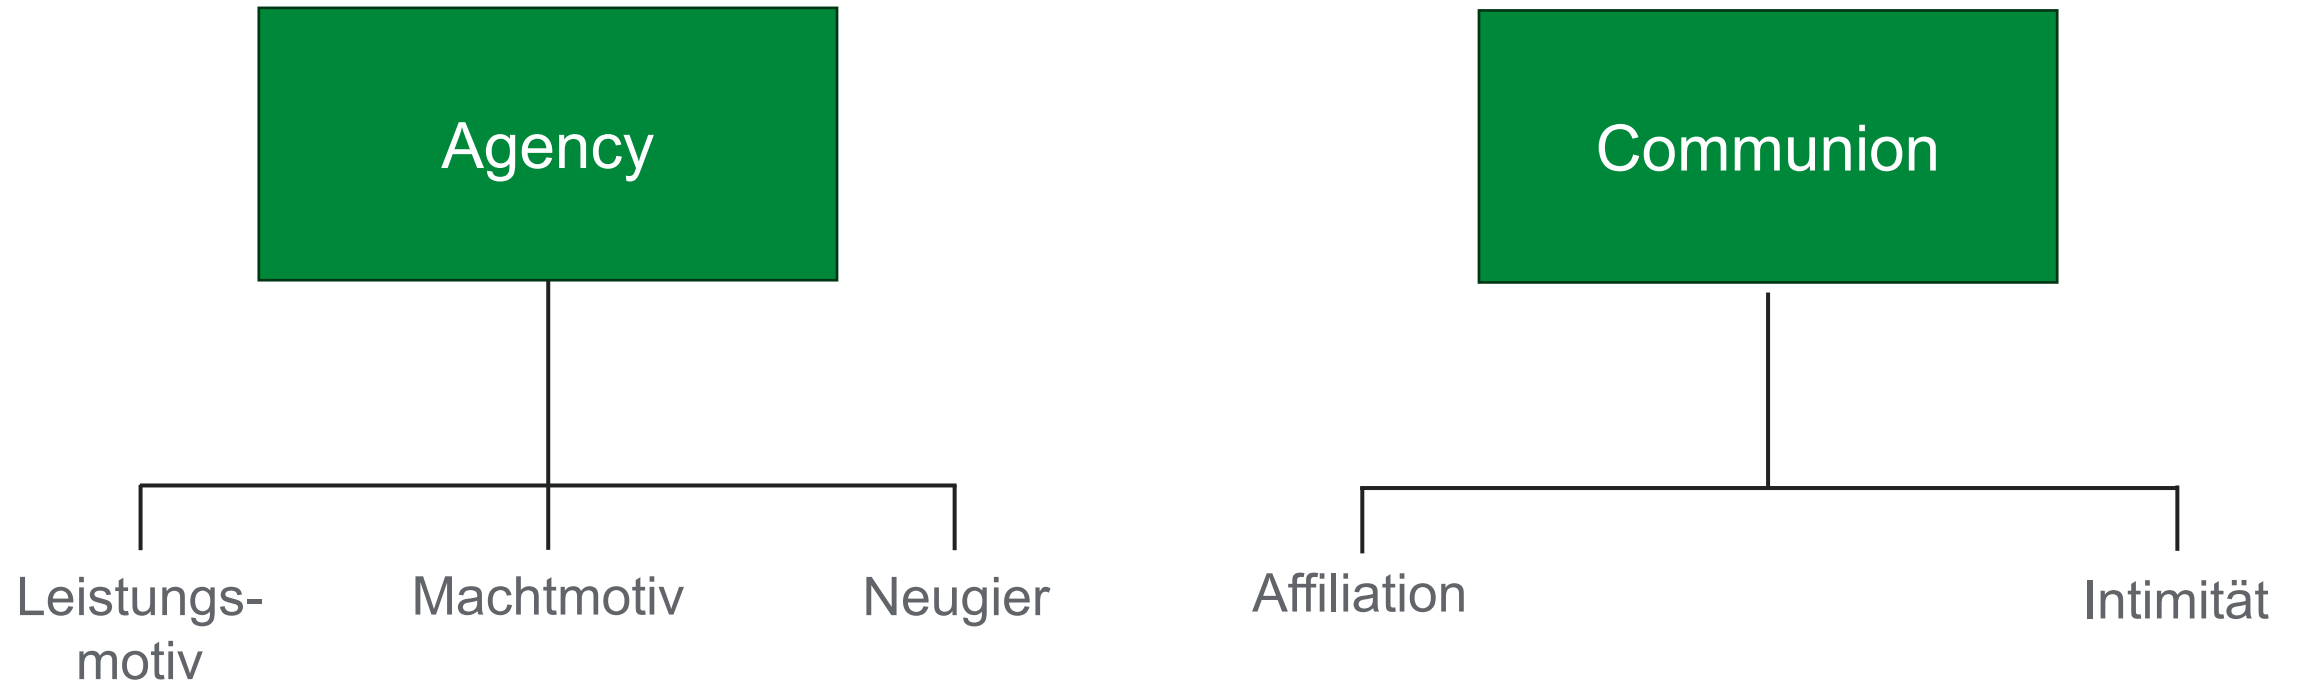 Agency
Communion
Leistungs-
motiv
Machtmotiv
Neugier
Affiliation
Intimität